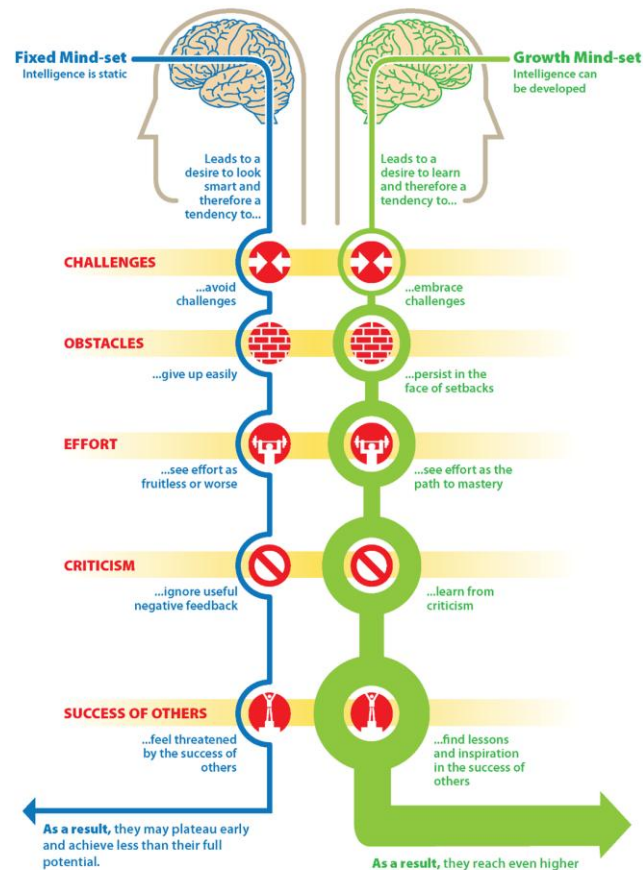 Fixed Mind-set
Intelligence is static
Growth Mind-set
Intelligence can
be developed
Leads to a
desire to look
smart and
therefore a
tendency to...
Leads to a
desire to learn
and therefore a
tendency to...
CHALLENGES
...avoid
challenges
...embrace
challenges
OBSTACLES
...give up easily
...persist in the
face of setbacks
EFFORT
...see effort as
fruitless or worse
...see effort as the
path to mastery
CRITICISM
...ignore useful
negative feedback
...learn from
criticism
SUCCESS OF OTHERS
...feel threatened
by the success of
others
...find lessons
and inspiration
in the success of
others
As a result, they may plateau early
and achieve less than their full
potential.
As a result, they reach even higher